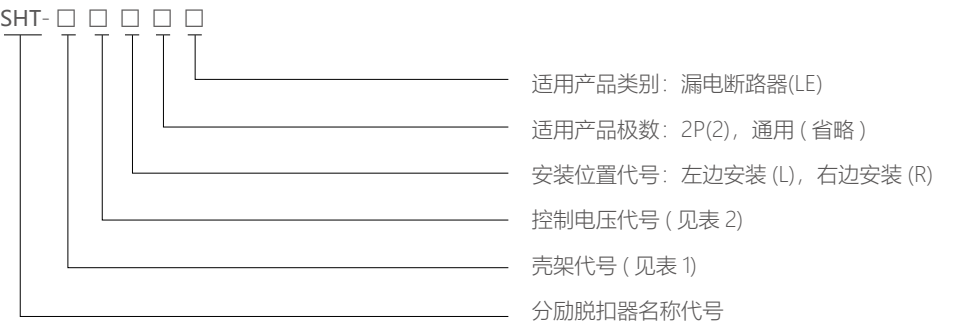 SHT- □ □ □ □ □
适用产品类别：漏电断路器(LE)
适用产品极数：2P(2)，通用 ( 省略 )
安装位置代号：左边安装 (L)，右边安装 (R)
控制电压代号 ( 见表 2)
壳架代号 ( 见表 1)
分励脱扣器名称代号